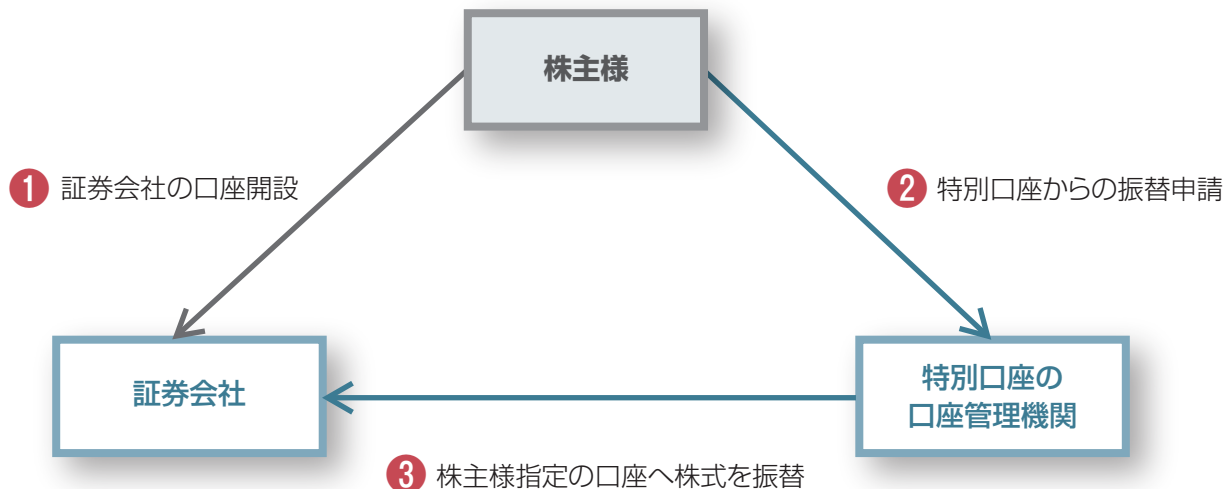 株主様
1 証券会社の口座開設
2 特別口座からの振替申請
証券会社
特別口座の
口座管理機関
3 株主様指定の口座へ株式を振替